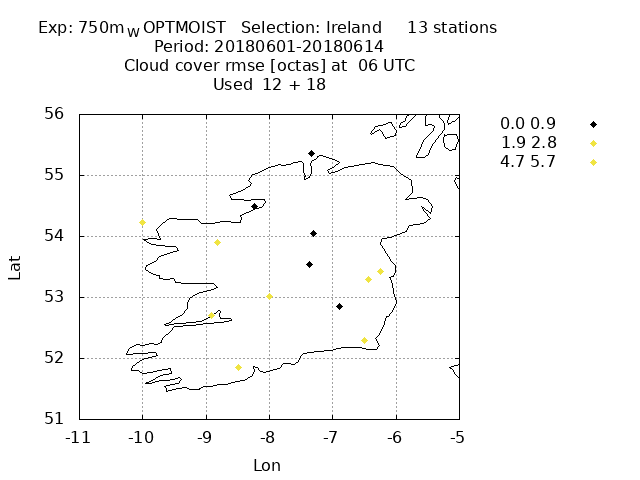 Exp: 750m_W OPTMOIST Selection: Ireland 13 stations
Period: 20180601-20180614
Cloud cover rmse [octas] at 06 UTC
Used 12 + 18
0.0 0.9
1.9 2.8
4.7 5.7
56
55
54
53
52
51
Lat
-11 -10 -9 -8 -7 -6 -5
Lon